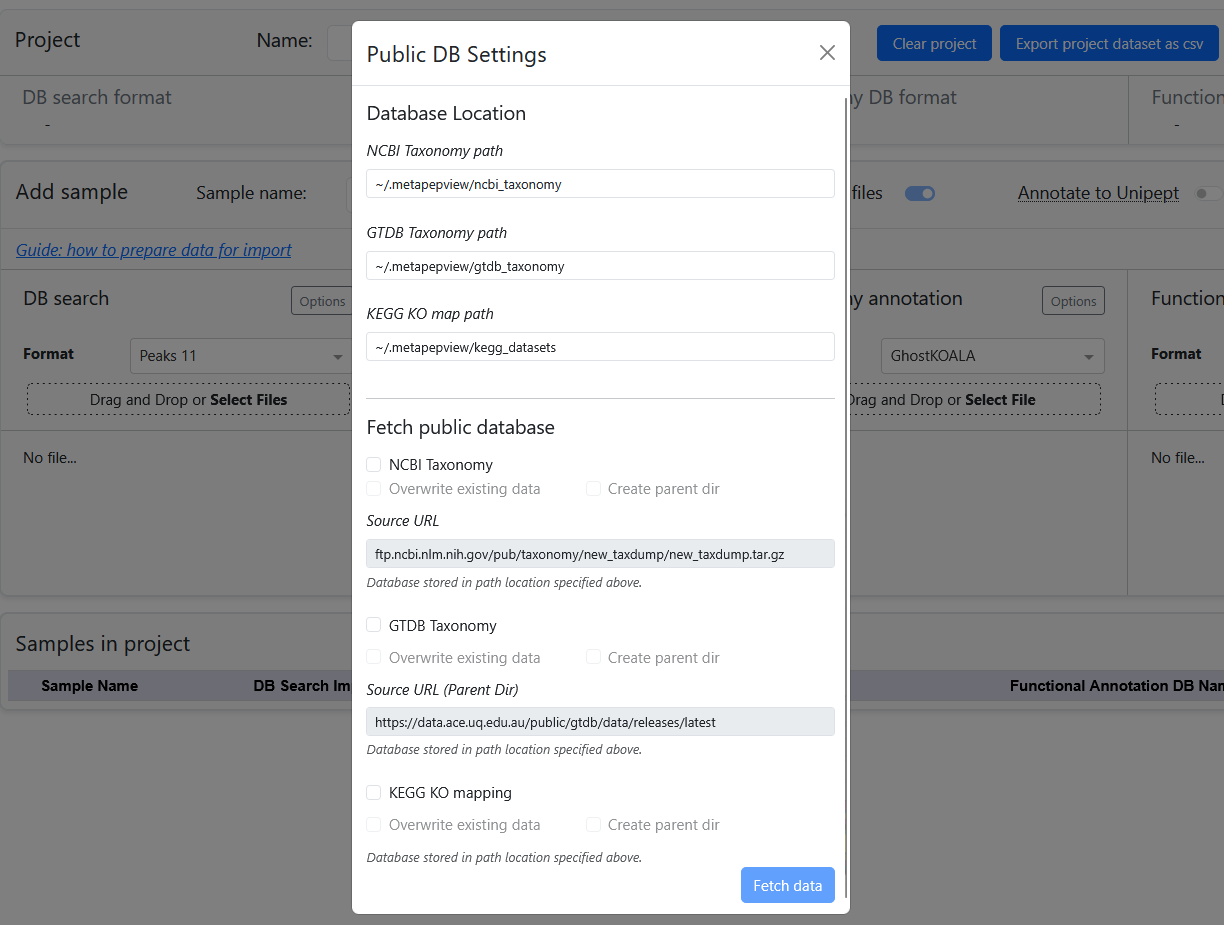 Project
Name:
Clear project
Export project dataset as csv
DB search format
-
DB format
-
Add sample
Sample name:
files
Annotate to Unipept
Guide: how to prepare data for import
DB search
Options
annotation
Options
Format
Peaks 11
GhostKOALA
Format
Drag and Drop or Select Files
Drag and Drop or Select File
No file...
No file...
Samples in project
Sample Name
DB Search
Functional Annotation DB
Public DB Settings
Database Location
NCBI Taxonomy path
~/.metapepview/ncbi_taxonomy
GTDB Taxonomy path
~/.metapepview/gtdb_taxonomy
KEGG KO map path
~/.metapepview/kegg_datasets
Fetch public database
NCBI Taxonomy
Overwrite existing data
Create parent dir
Source URL
ftp.ncbi.nlm.nih.gov/pub/taxonomy/new_taxdump/new_taxdump.tar.gz
Database stored in path location specified above.
GTDB Taxonomy
Overwrite existing data
Create parent dir
Source URL (Parent Dir)
https://data.ace.uq.edu.au/public/gtdb/data/releases/latest
Database stored in path location specified above.
KEGG KO mapping
Overwrite existing data
Create parent dir
Database stored in path location specified above.
Fetch data